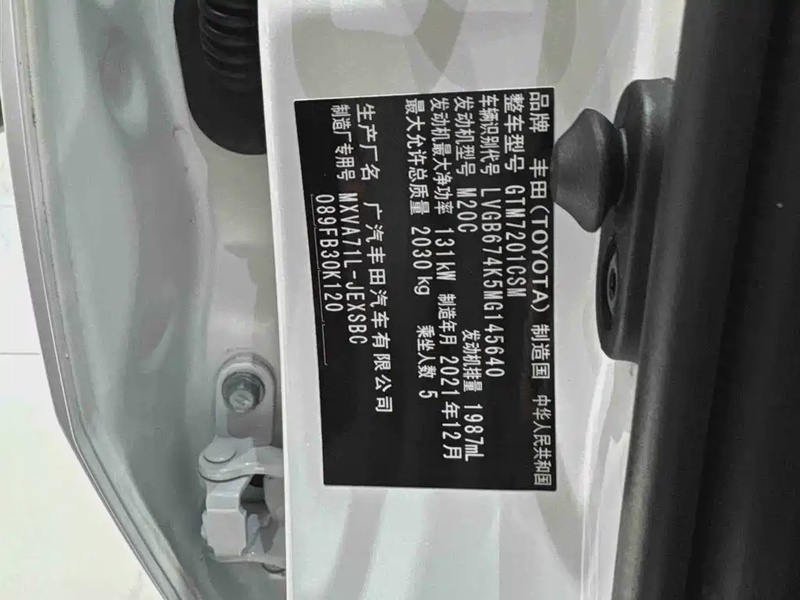 品牌 丰田(TOYOTA) 制造国 中华人民共和国
整车型号 GTM7201CSM
车辆识别代号 LVGB674K5MG145640
发动机型号 M20C 发动机排量 1987mL
发动机最大净功率 131kW 制造年月 2021年12月
最大允许总质量 2030kg 乘坐人数 5
生产厂名 广汽丰田汽车有限公司
制造厂专用号 MXVA71L-JEXSBC
089FB30K120